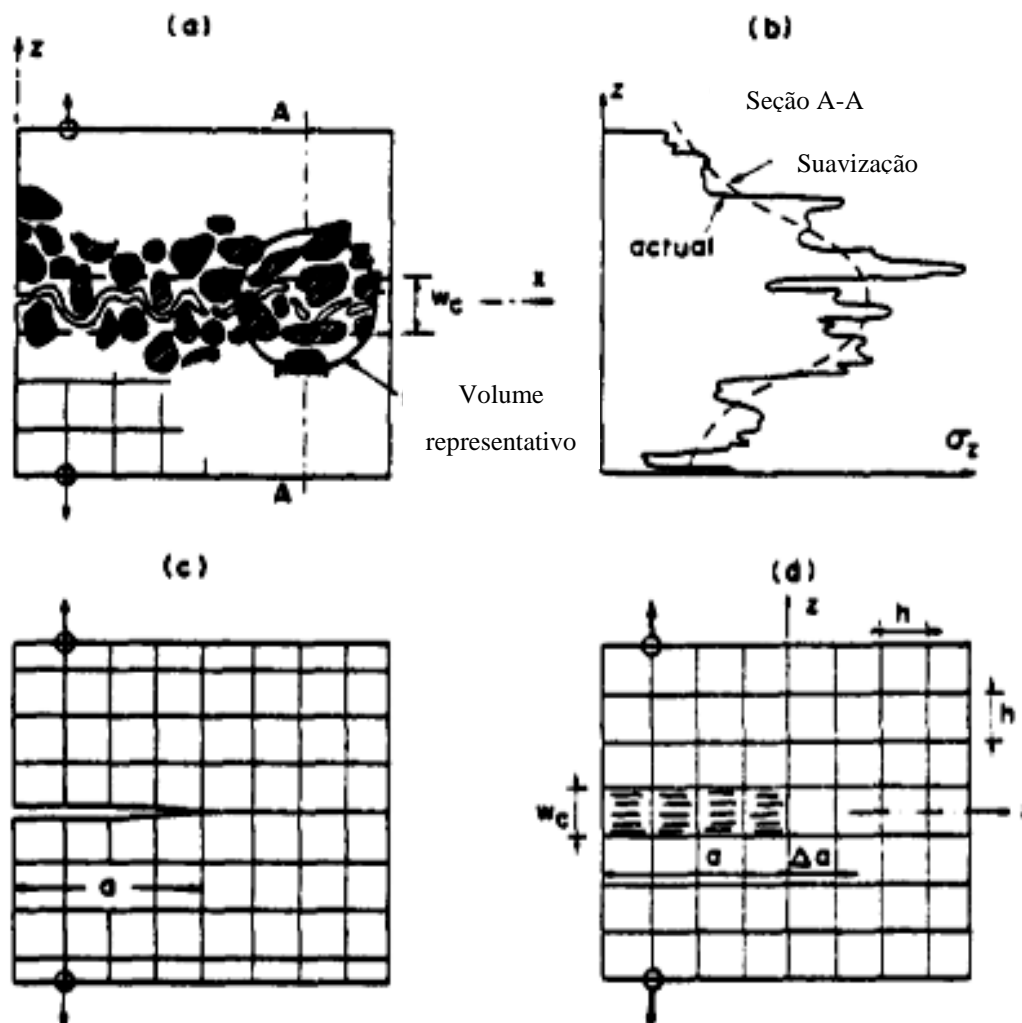 (a)
(b)
z
A
z
Seção A-A
Suavização
actual
w_c
x
Volume
representativo
A
σ_z
(c)
(d)
z
h
h
w_c
a
a
Δa